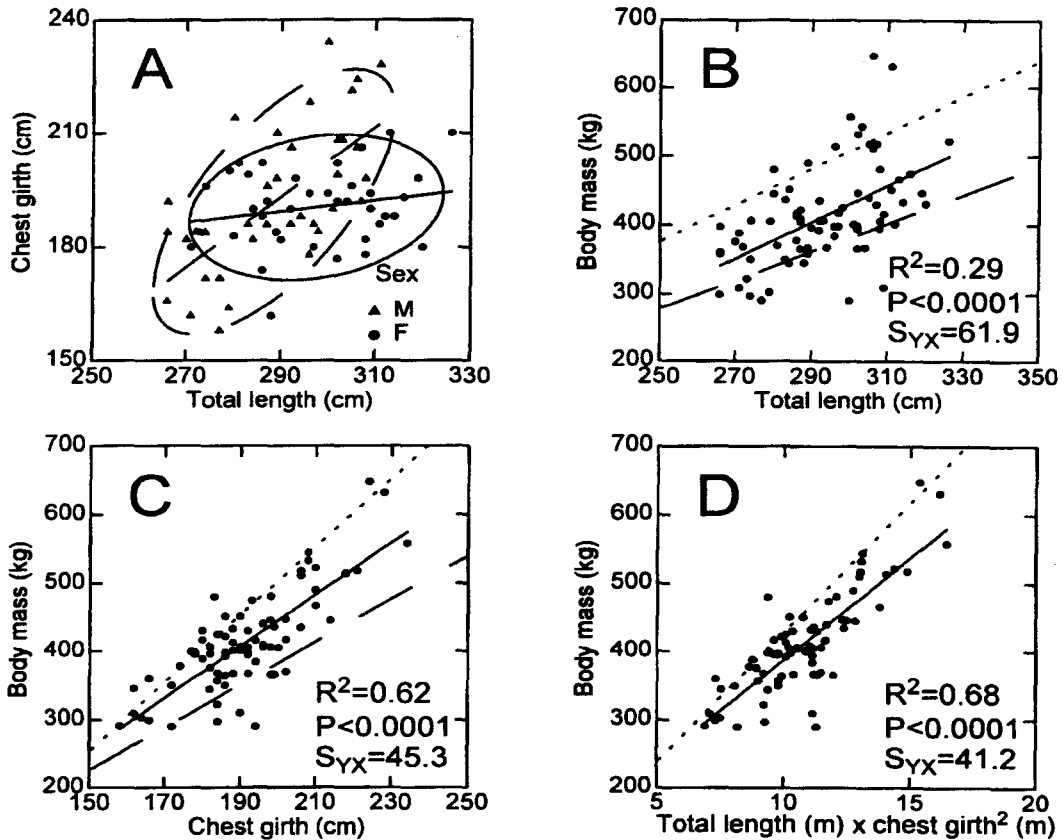 A
240
210
180
150
Chest girth (cm)
250 270 290 310 330
Total length (cm)
Sex
M
F
B
700
600
500
400
300
200
Body mass (kg)
R²=0.29
P<0.0001
S_YX=61.9
250 270 290 310 330 350
Total length (cm)
C
700
600
500
400
300
200
Body mass (kg)
R²=0.62
P<0.0001
S_YX=45.3
150 170 190 210 230 250
Chest girth (cm)
D
700
600
500
400
300
200
Body mass (kg)
R²=0.68
P<0.0001
S_YX=41.2
5 10 15 20
Total length (m) x chest girth² (m)